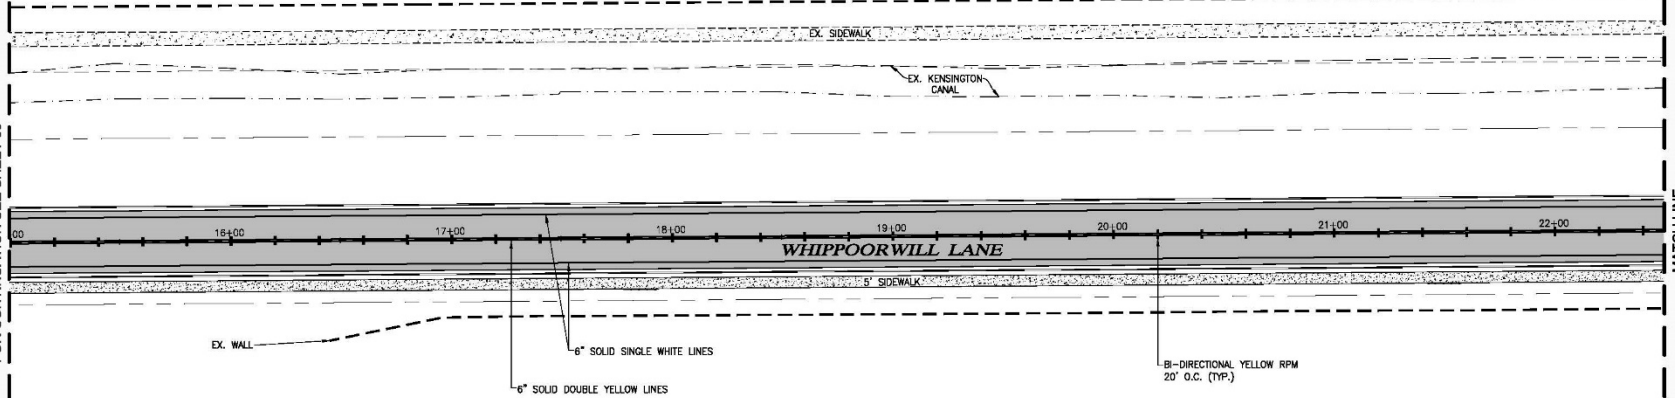 EX. SIDEWALK
EX. KENSINGTON
CANAL
00
16+00
17+00
18+00
19+00
20+00
21+00
22+00
WHIPPOORWILL LANE
5' SIDEWALK
EX. WALL
6" SOLID SINGLE WHITE LINES
BI-DIRECTIONAL YELLOW RPM
20' O.C. (TYP.)
6" SOLID DOUBLE YELLOW LINES